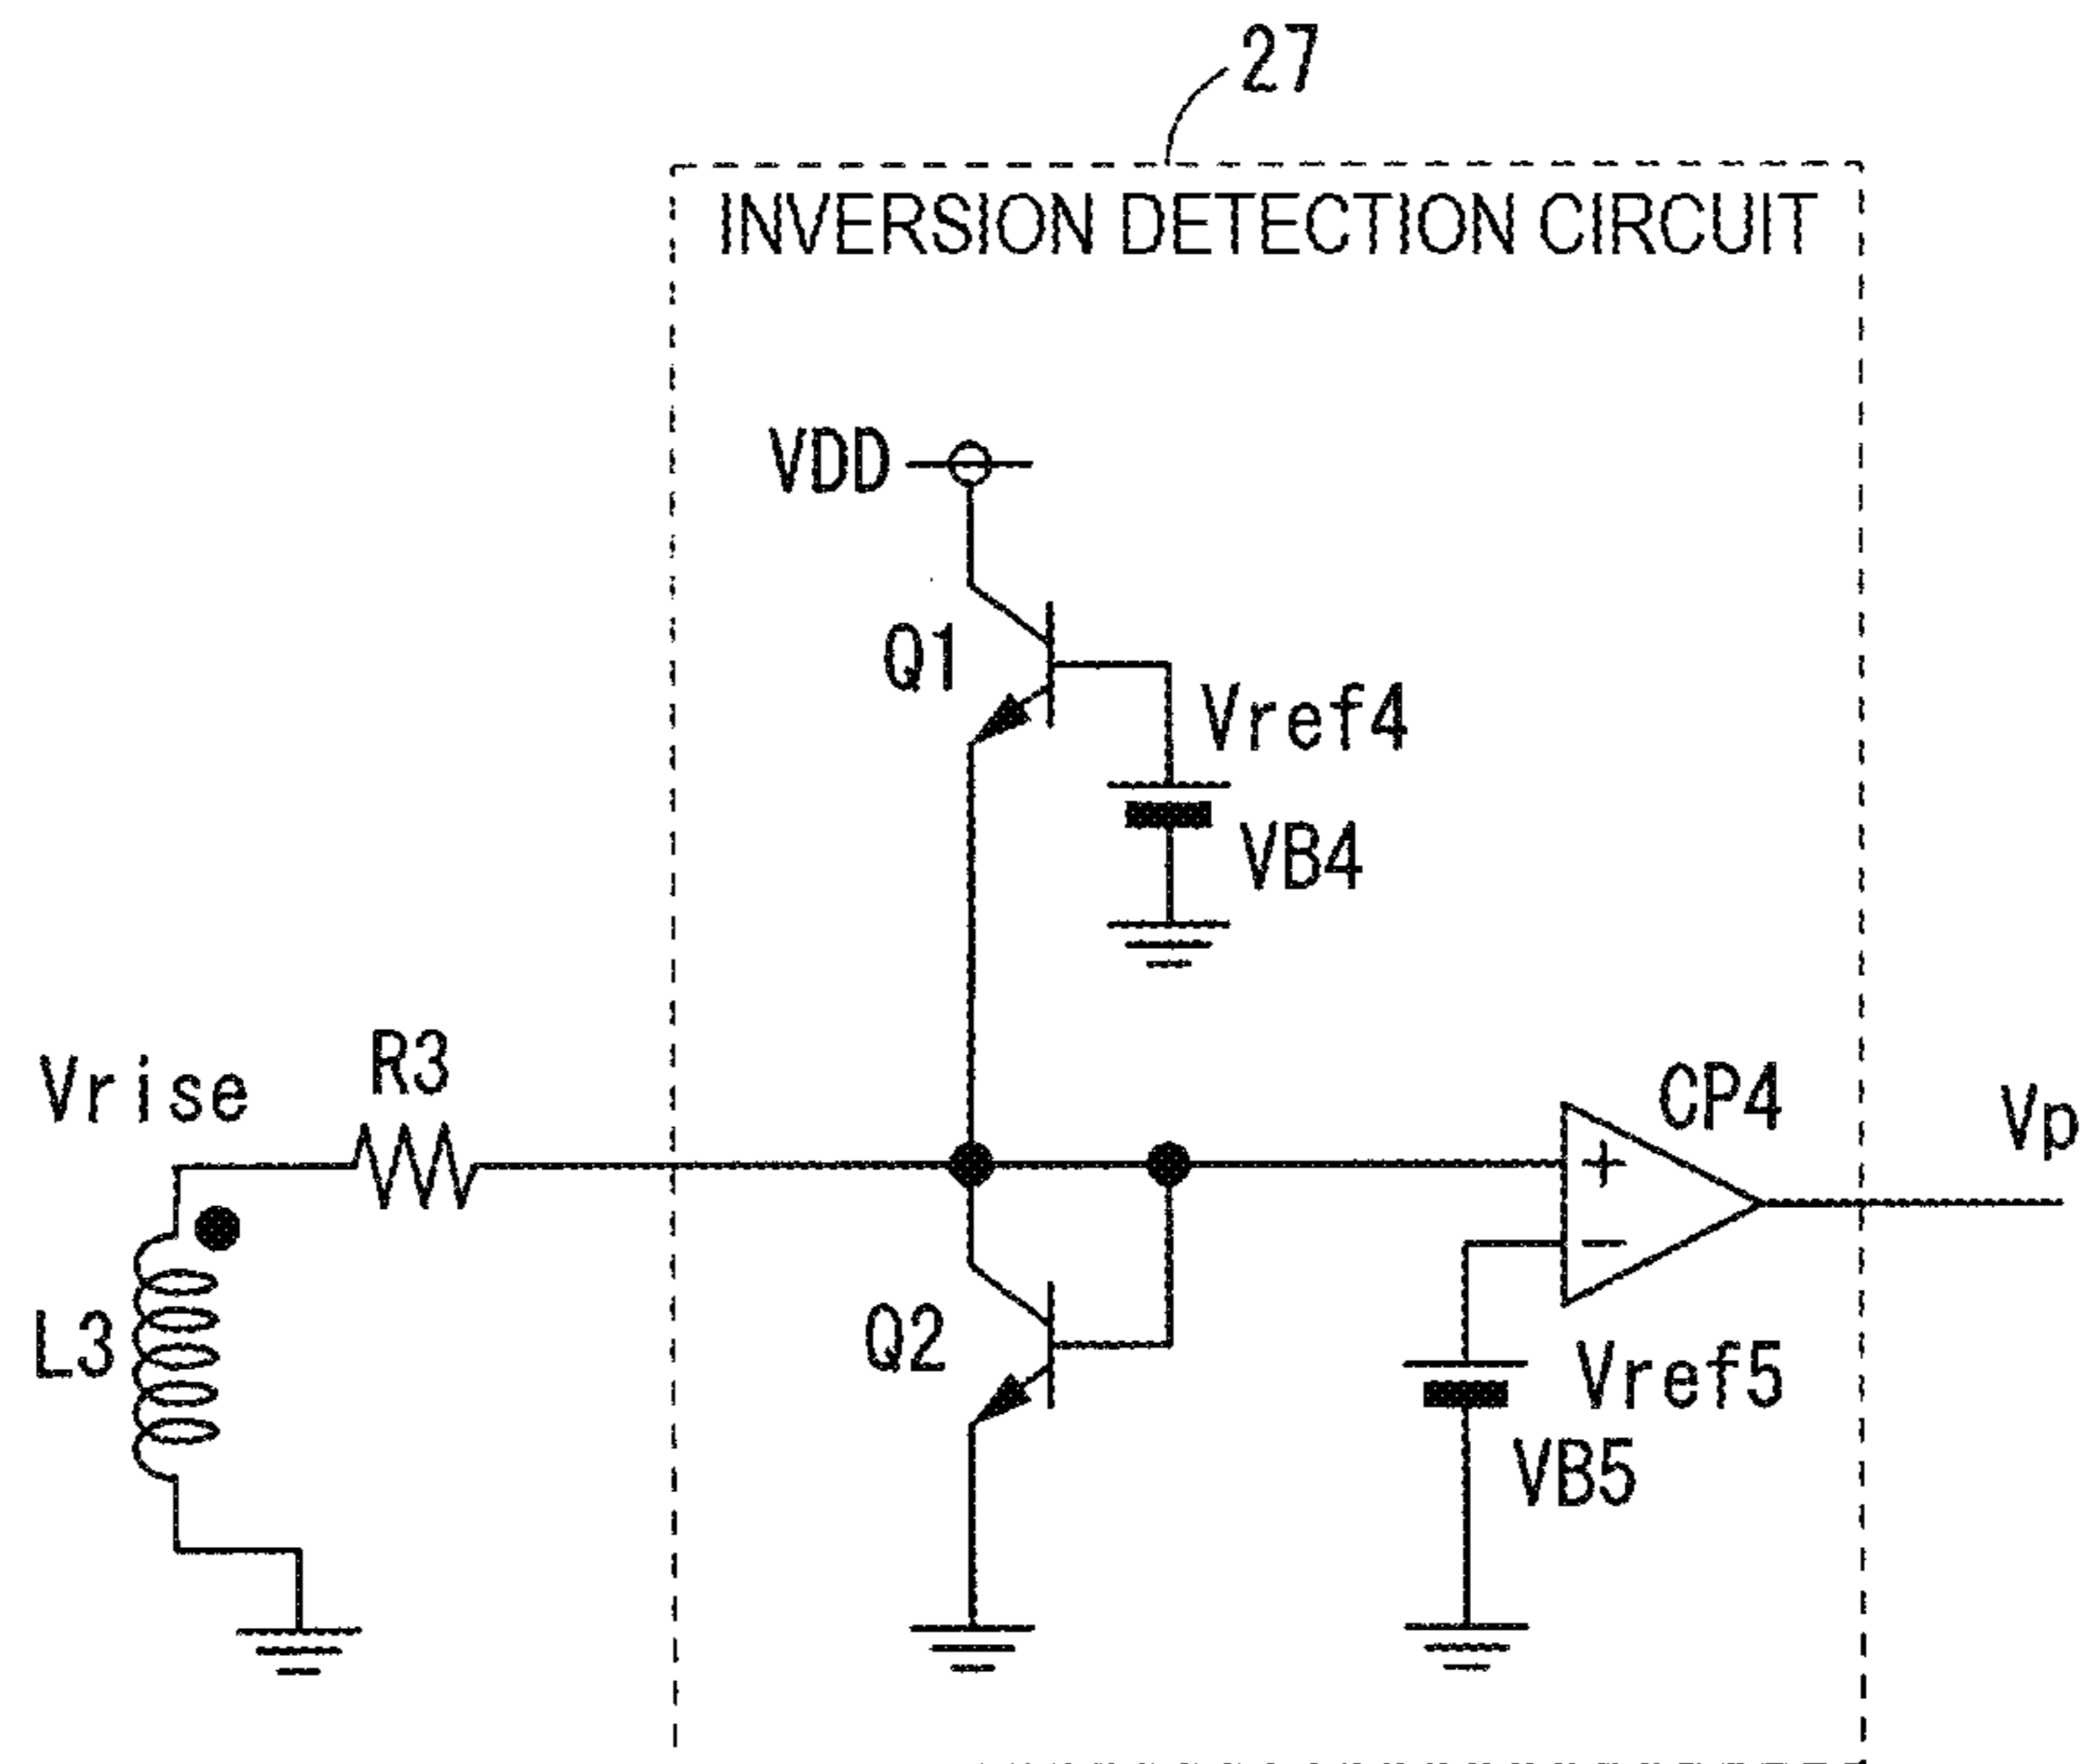 27
INVERSION DETECTION CIRCUIT
VDD
Q1
Vref4
VB4
Vrise
R3
CP4
Vp
+
−
L3
Q2
Vref5
VB5